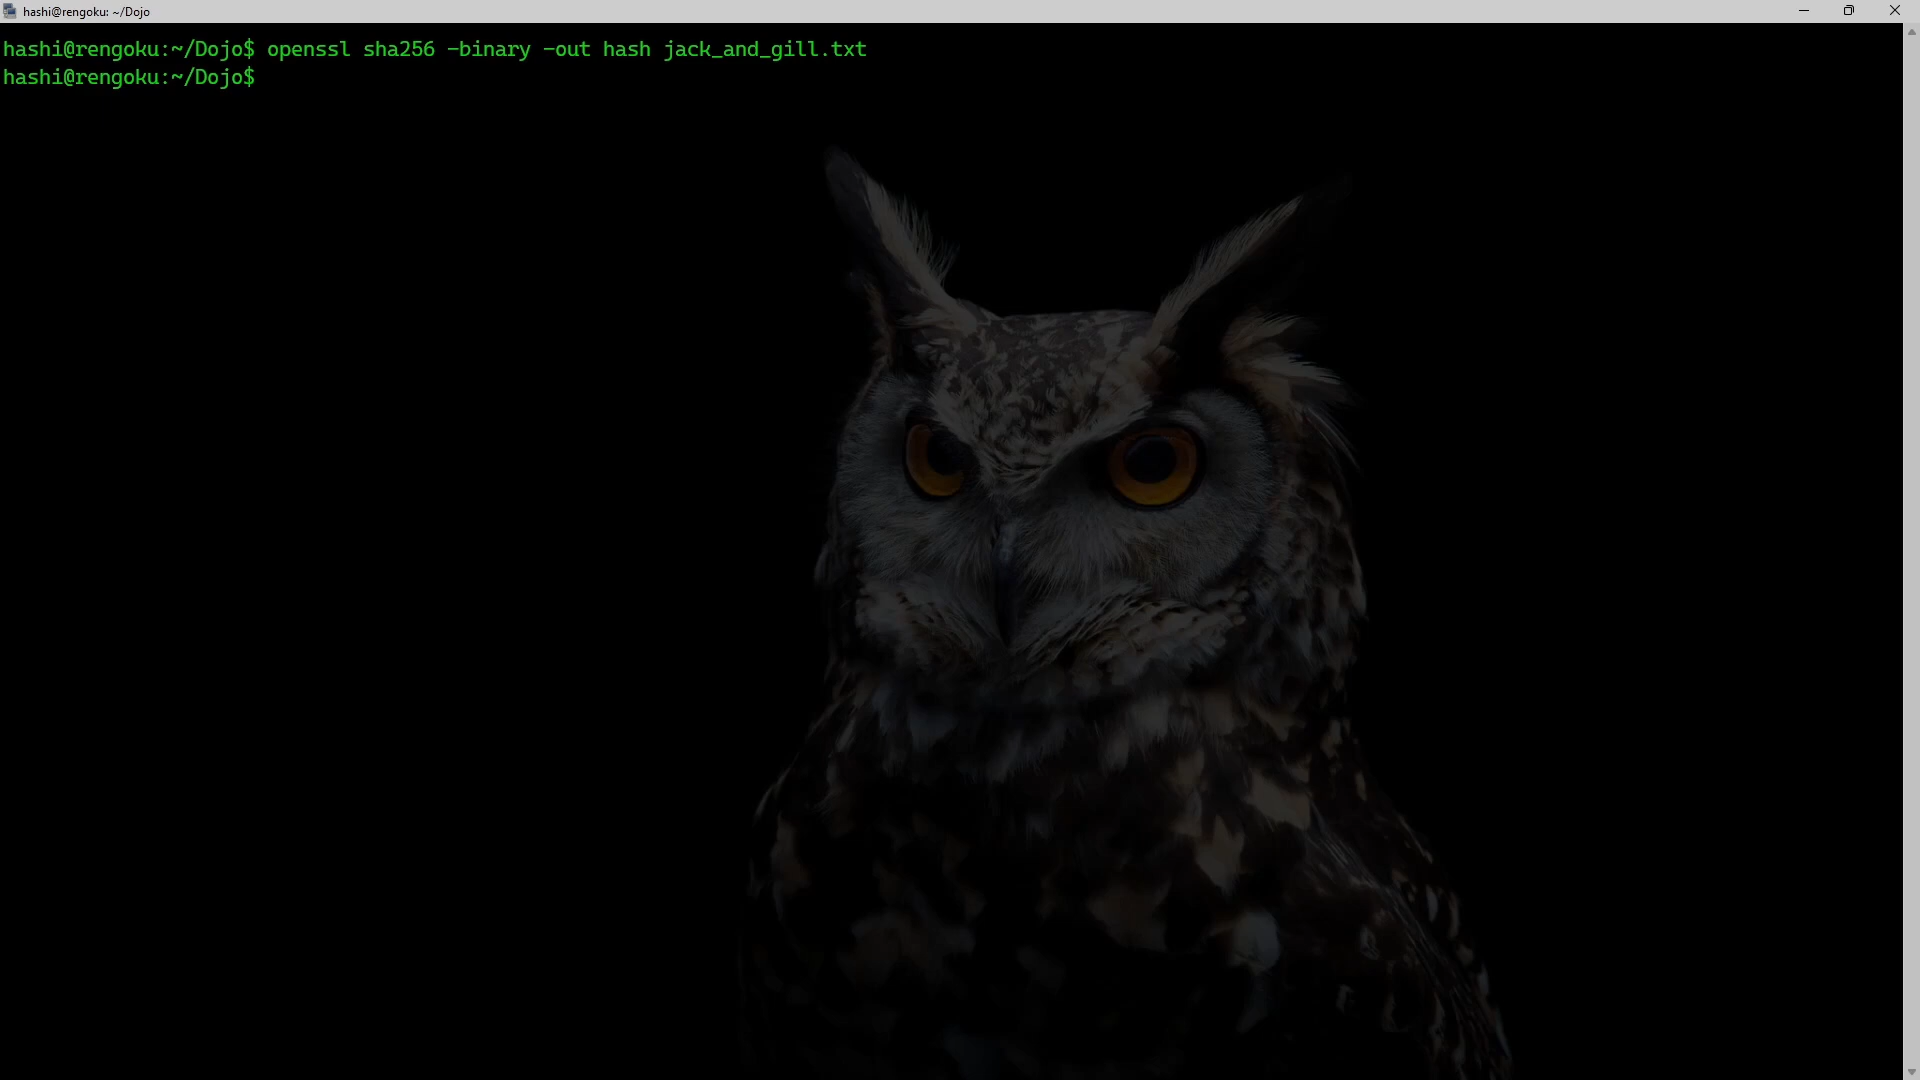 hashi@rengoku: ~/Dojo
hashi@rengoku:~/Dojo$ openssl sha256 -binary -out hash jack_and_gill.txt
hashi@rengoku:~/Dojo$